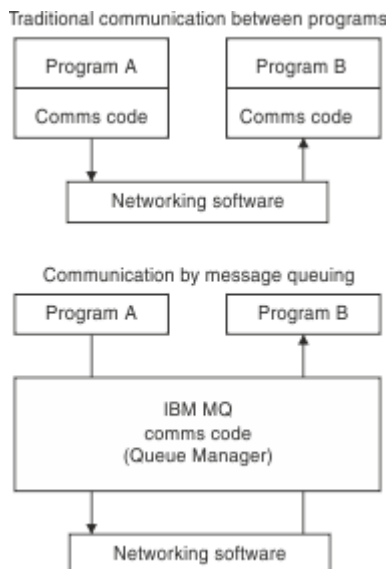 Traditional communication between programs
Program A
Program B
Comms code
Comms code
Networking software
Communication by message queuing
Program A
Program B
IBM MQ
comms code
(Queue Manager)
Networking software